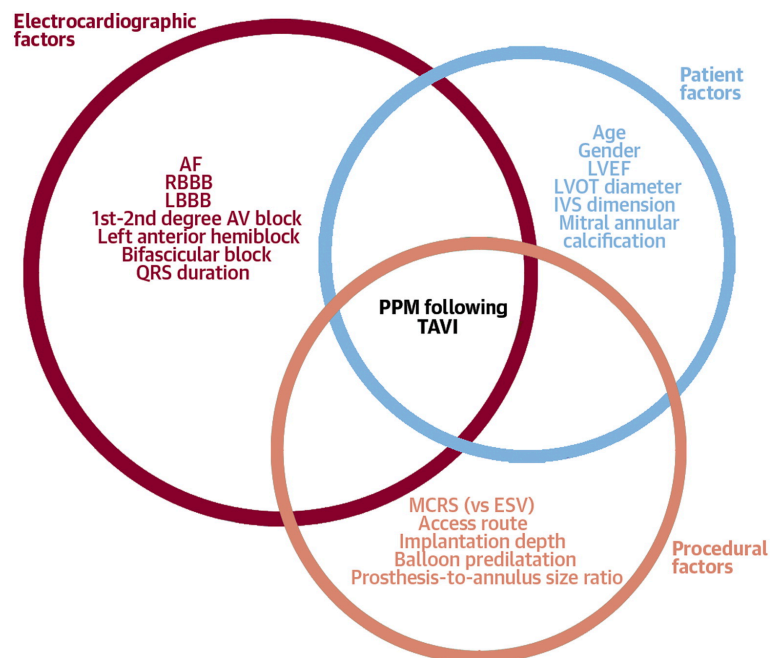 Electrocardiographic
factors
Patient
factors
AF
RBBB
LBBB
1st-2nd degree AV block
Left anterior hemiblock
Bifascicular block
QRS duration
Age
Gender
LVEF
LVOT diameter
IVS dimension
Mitral annular
calcification
PPM following
TAVI
MCRS (vs ESV)
Access route
Implantation depth
Balloon predilatation
Prosthesis-to-annulus size ratio
Procedural
factors